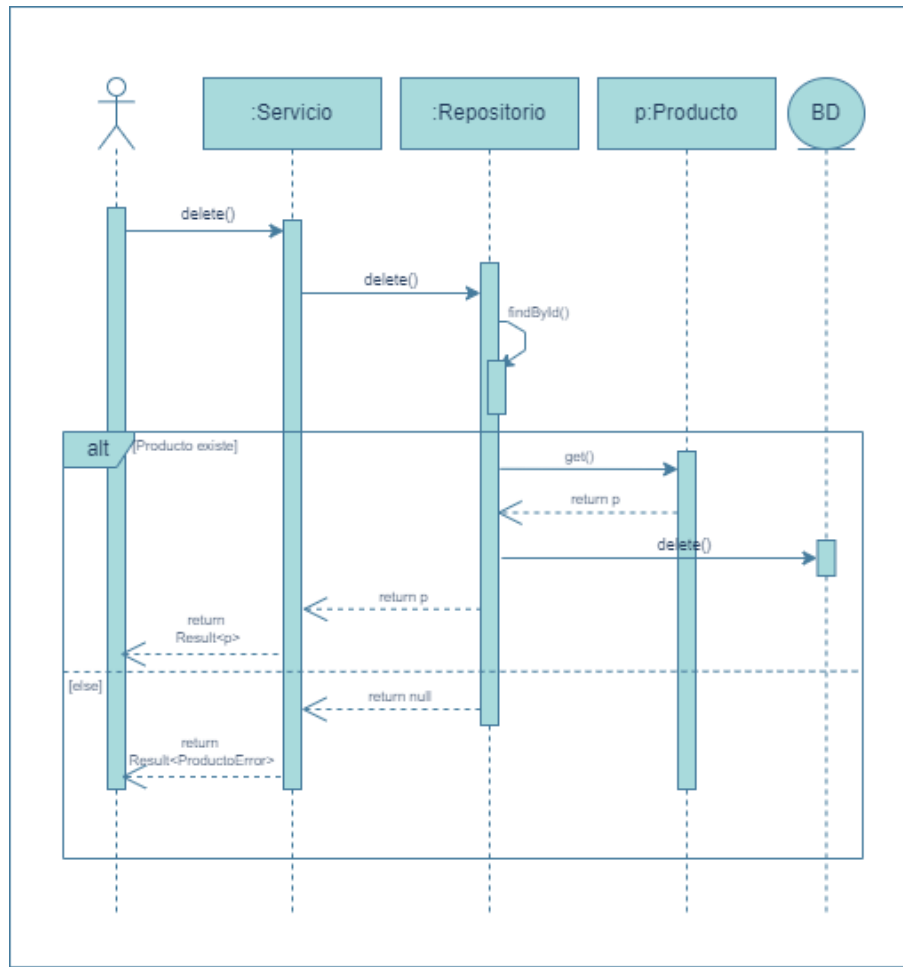 :Servicio
:Repositorio
p:Producto
BD
delete()
delete()
findById()
alt
[Producto existe]
get()
return p
delete()
return p
return
Result<p>
[else]
return null
return
Result<ProductoError>